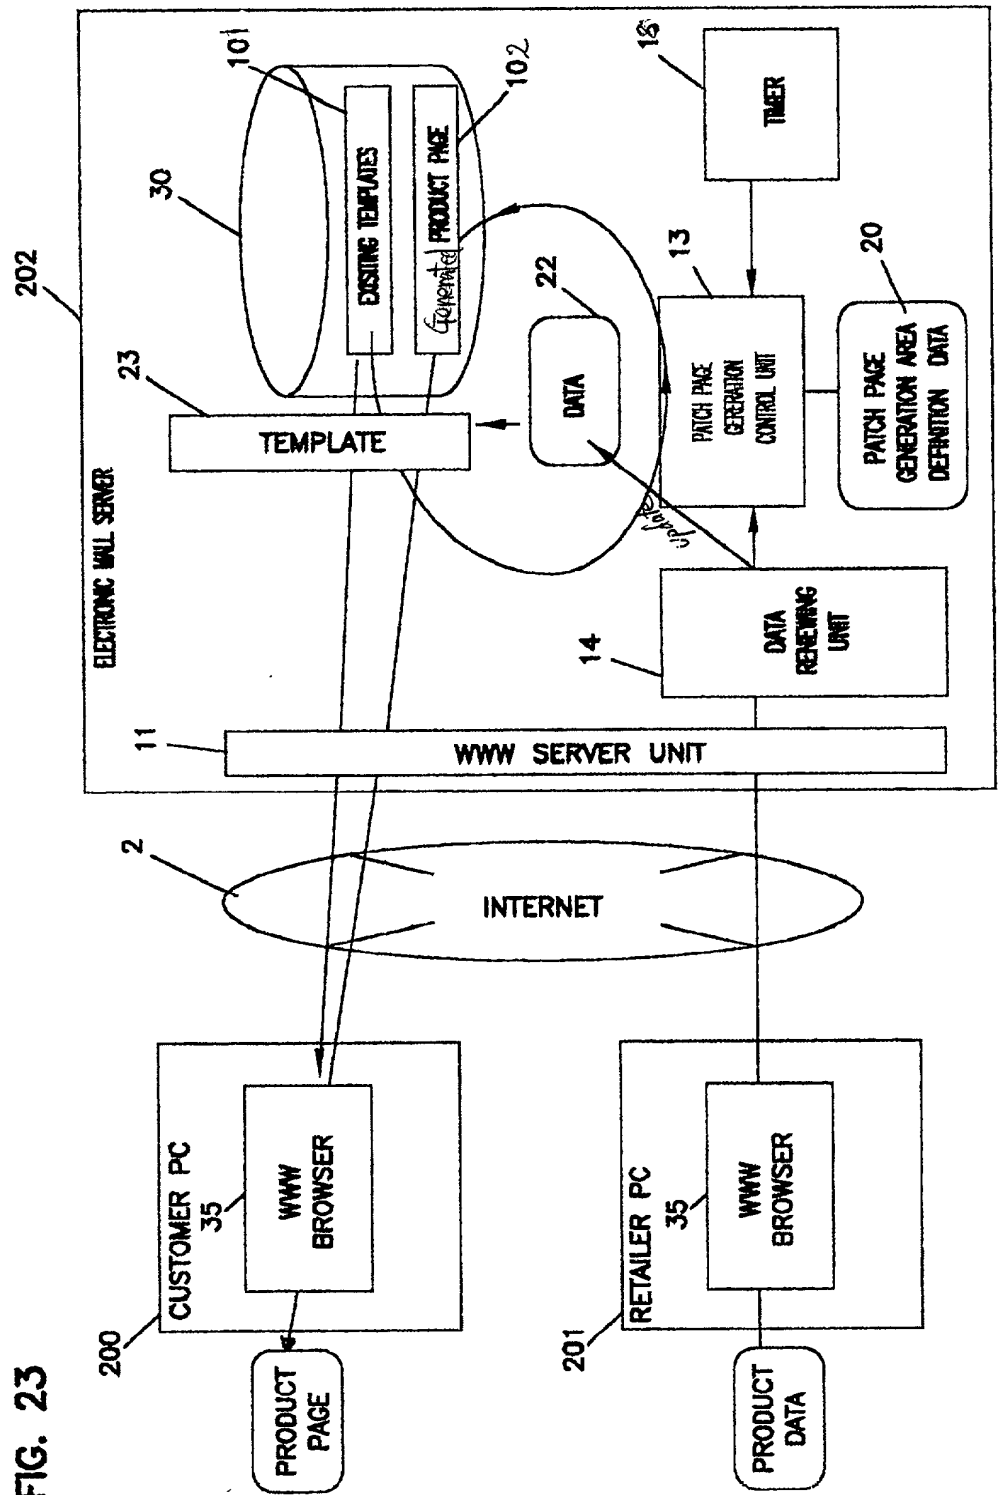 FIG. 23
200
CUSTOMER PC
35
WWW
BROWSER
PRODUCT
PAGE
201
RETAILER PC
35
WWW
BROWSER
PRODUCT
DATA
2
INTERNET
202
ELECTRONIC MALL SERVER
11
WWW SERVER UNIT
23
TEMPLATE
30
101
EXISITING TEMPLATES
102
Generated PRODUCT PAGE
22
DATA
update
14
DATA
RENEWING
UNIT
13
PATCH PAGE
GERERATION
CONTROL UNIT
18
TIMER
20
PATCH PAGE
GENERATION AREA
DEFINITION DATA